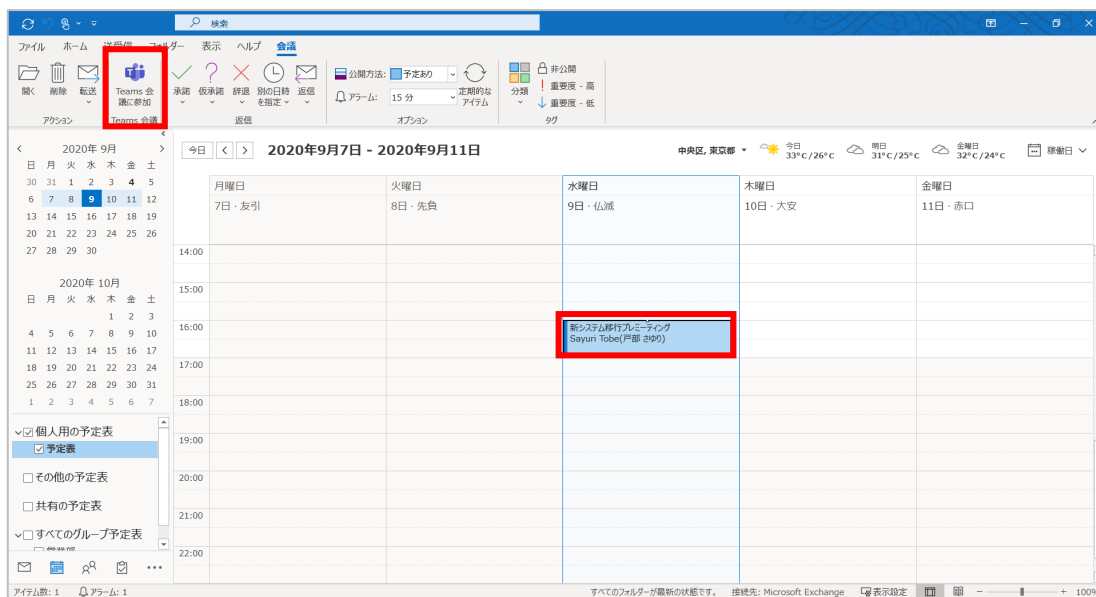 検索
ファイル ホーム 送受信 フォルダー 表示 ヘルプ 会議
開く 削除 転送 Teams 会議に参加 承諾 仮承諾 辞退 別の日時を指定 返信 公開方法: 予定あり 定期的なアイテム 分類 非公開
アラーム: 15 分 重要度 - 高
重要度 - 低
アクション Teams 会議 返信 オプション タグ
2020年 9月
日 月 火 水 木 金 土
30 31 1 2 3 4 5
6 7 8 9 10 11 12
13 14 15 16 17 18 19
20 21 22 23 24 25 26
27 28 29 30
2020年 10月
日 月 火 水 木 金 土
1 2 3
4 5 6 7 8 9 10
11 12 13 14 15 16 17
18 19 20 21 22 23 24
25 26 27 28 29 30 31
1 2 3 4 5 6 7
個人用の予定表
予定表
その他の予定表
共有の予定表
すべてのグループ予定表
今日 2020年9月7日 - 2020年9月11日 中央区, 東京都 今日 33°C/26°C 明日 31°C/25°C 金曜日 32°C/24°C 稼働日
月曜日 火曜日 水曜日 木曜日 金曜日
7日 · 友引 8日 · 先負 9日 · 仏滅 10日 · 大安 11日 · 赤口
14:00
15:00
16:00
新システム移行プレミーティング
Sayuri Tobe(戸部 さゆり)
17:00
18:00
19:00
20:00
21:00
22:00
アイテム数: 1 アラーム: 1 すべてのフォルダーが最新の状態です。 接続先: Microsoft Exchange 表示設定 100%